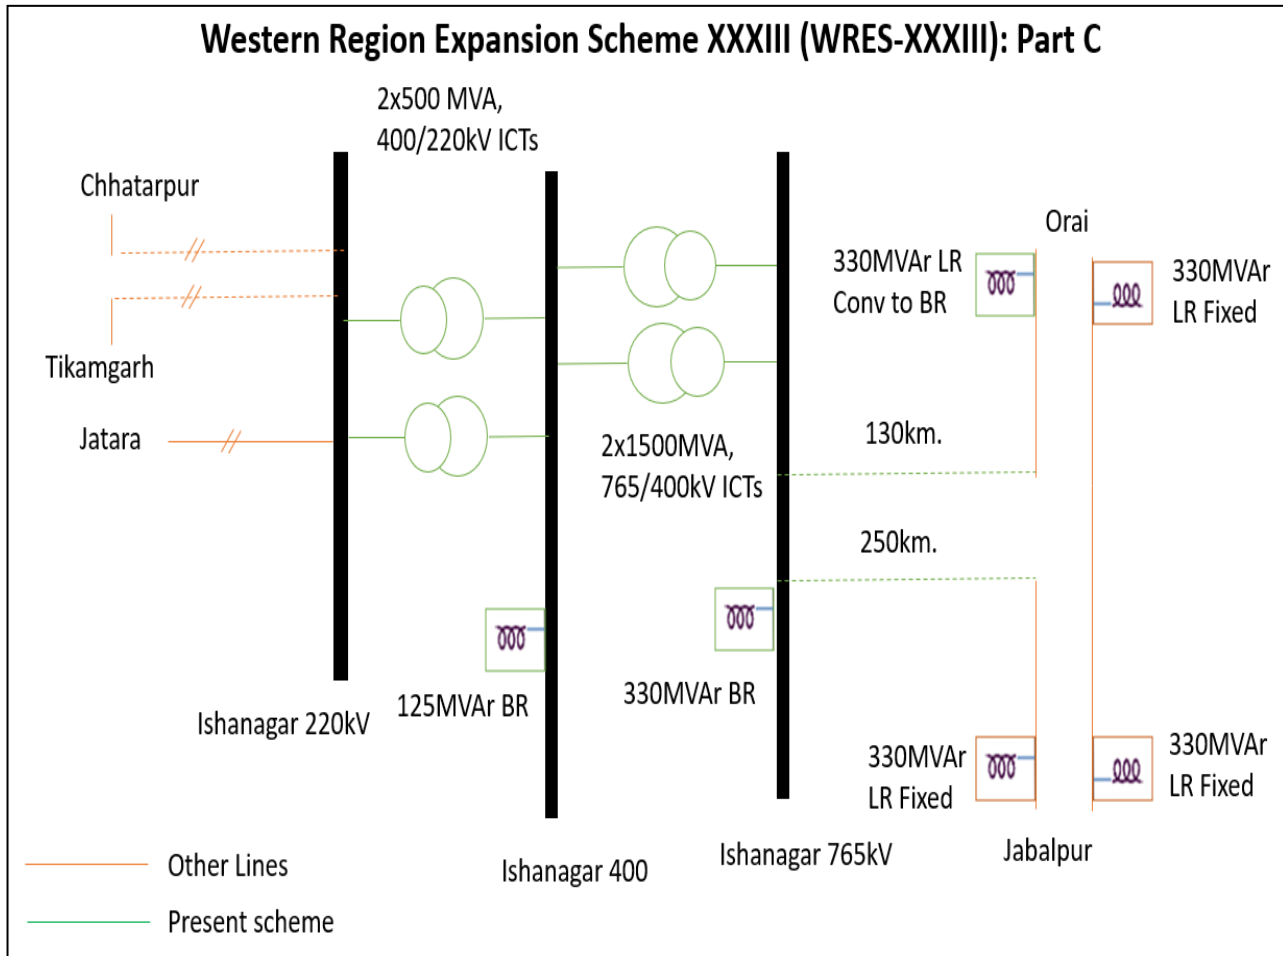 Western Region Expansion Scheme XXXIII (WRES-XXXIII): Part C
2x500 MVA,
400/220kV ICTs
Chhatarpur
Tikamgarh
Jatara
2x1500MVA,
765/400kV ICTs
Orai
330MVAr LR
Conv to BR
330MVAr
LR Fixed
130km.
250km.
125MVAr BR
330MVAr BR
Ishanagar 220kV
Ishanagar 400
Ishanagar 765kV
330MVAr
LR Fixed
330MVAr
LR Fixed
Jabalpur
Other Lines
Present scheme